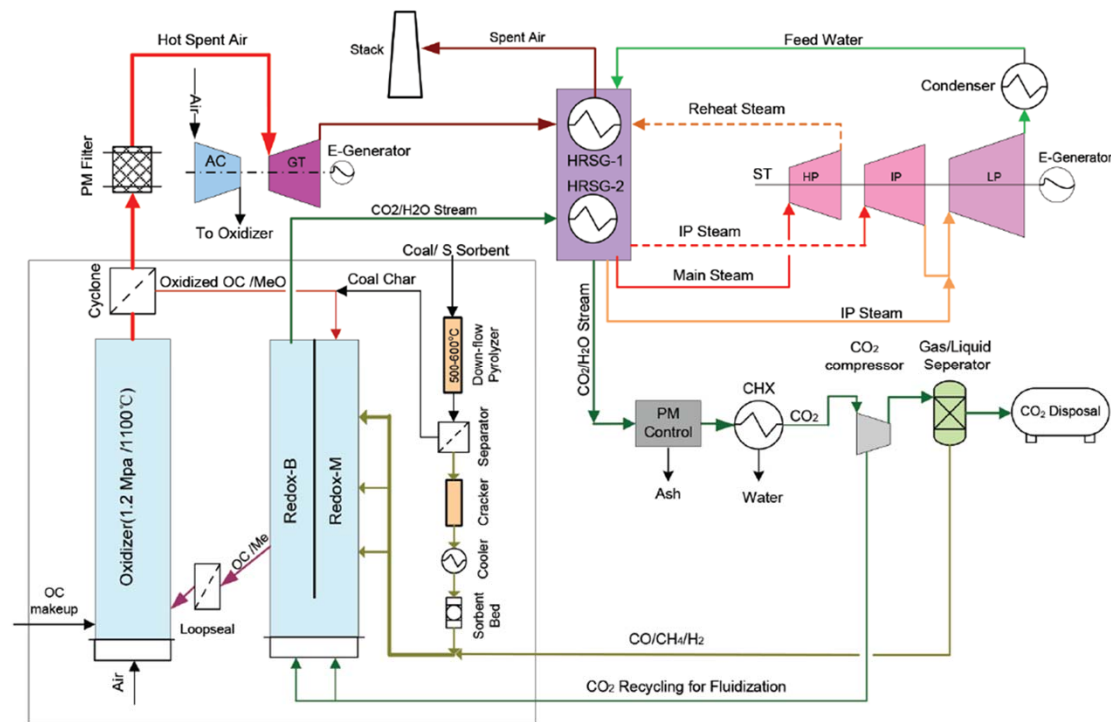 Hot Spent Air
Stack
Spent Air
Feed Water
Condenser
Air
PM Filter
AC
GT
E-Generator
HRSG-1
HRSG-2
Reheat Steam
ST
HP
IP
LP
E-Generator
To Oxidizer
CO2/H2O Stream
IP Steam
Main Steam
IP Steam
Coal/ S Sorbent
Cyclone
Oxidized OC /MeO
Coal Char
500-600°C
Down-flow
Pyrolyzer
CO₂/H₂O Stream
CO₂
compressor
Gas/Liquid
Seperator
CHX
CO₂
PM
Control
CO₂ Disposal
Ash
Water
Separator
Cracker
Cooler
Sorbent
Bed
Oxidizer(1.2 Mpa /1100℃)
Redox-B
Redox-M
OC /Me
OC
makeup
Loopseal
Air
CO/CH₄/H₂
CO₂ Recycling for Fluidization